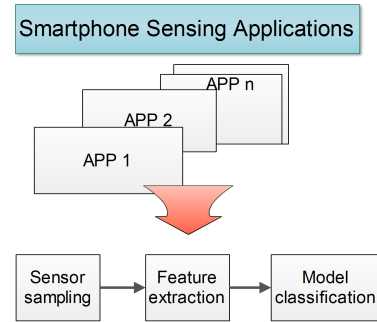 Smartphone Sensing Applications
APP n
APP 2
APP 1
Sensor
sampling
Feature
extraction
Model
classification